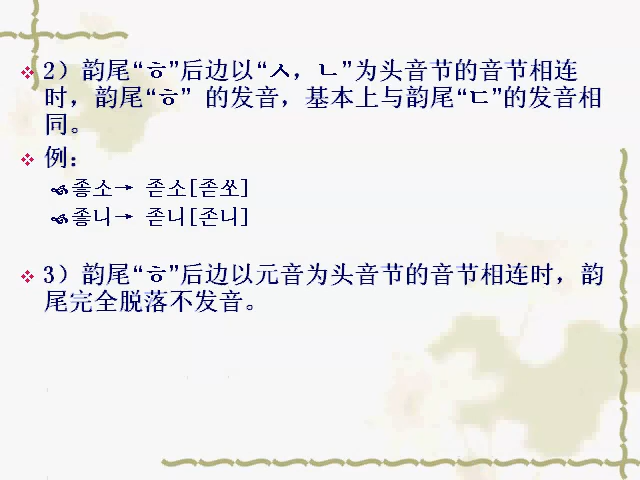 2）韵尾“ㅎ”后边以“ㅅ，ㄴ”为头音节的音节相连
时，韵尾“ㅎ” 的发音，基本上与韵尾“ㄷ”的发音相
同。
例：
좋소→ 졷소[졷쏘]
좋니→ 졷니[존니]
3）韵尾“ㅎ”后边以元音为头音节的音节相连时，韵
尾完全脱落不发音。